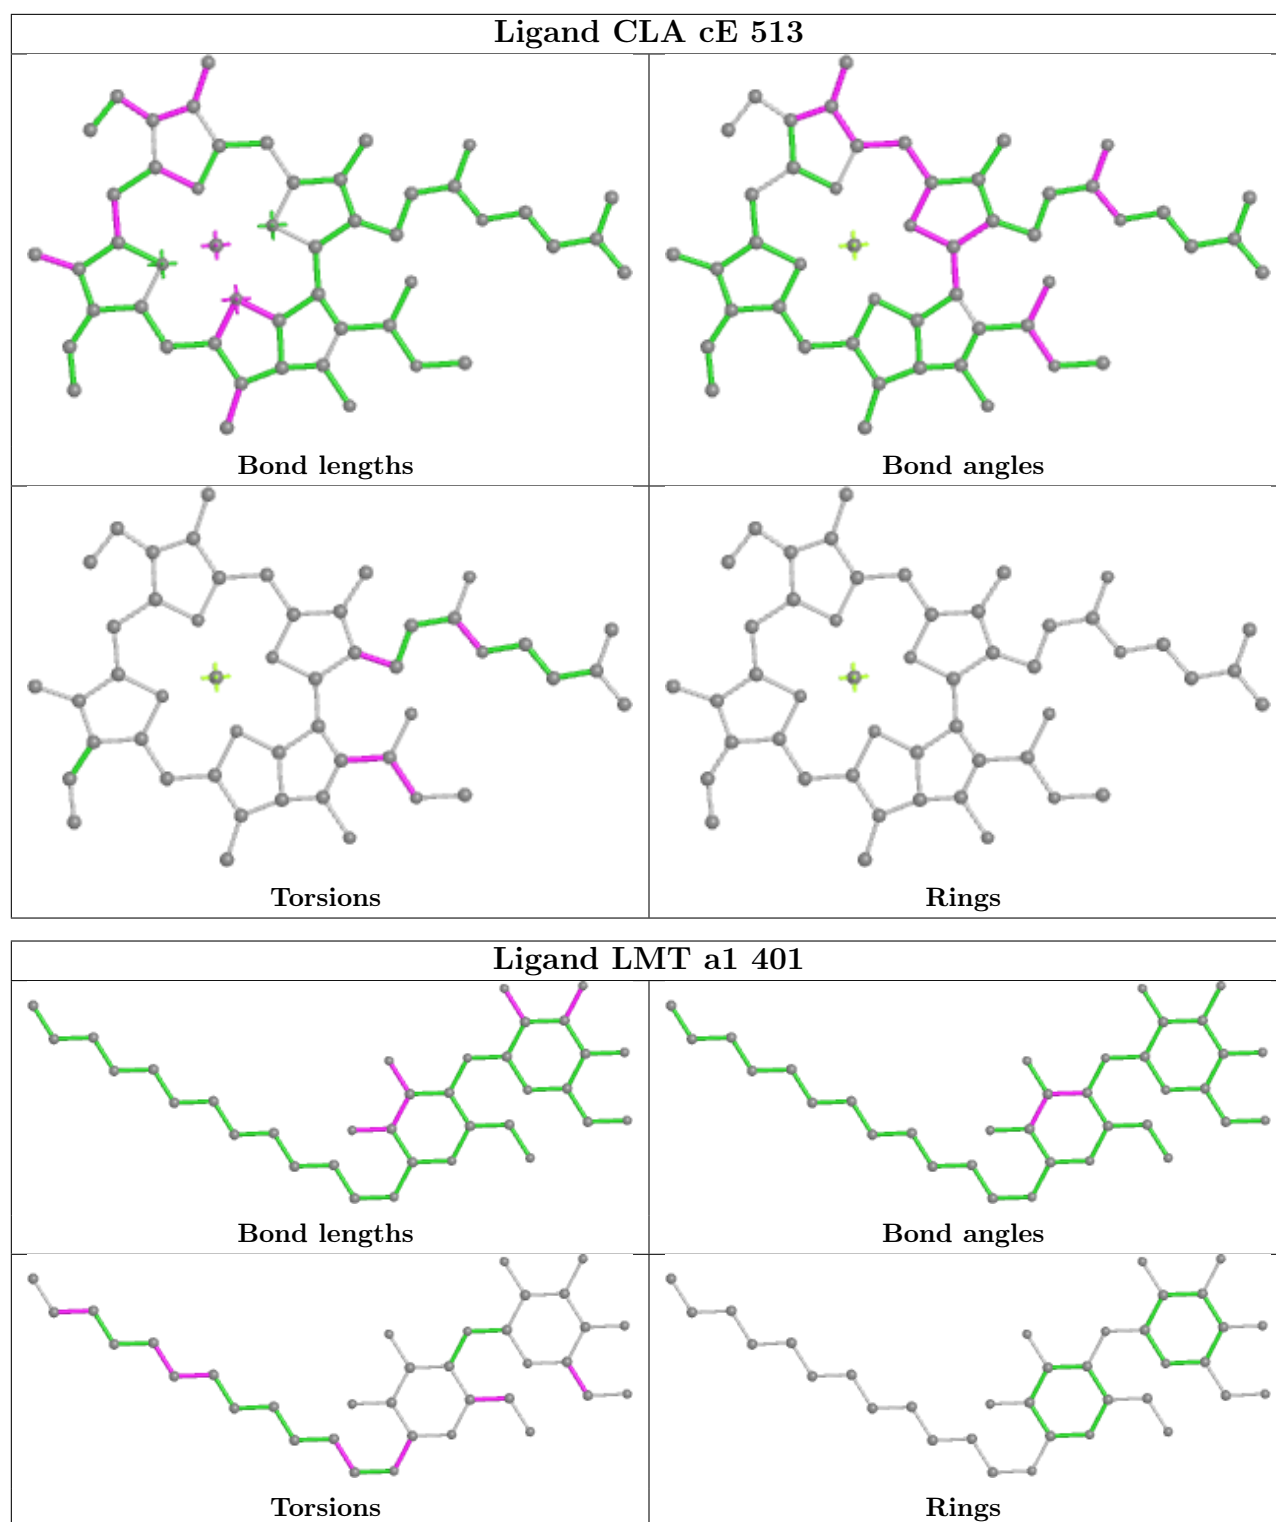 Ligand CLA cE 513
Bond lengths
Bond angles
Torsions
Rings
Ligand LMT a1 401
Bond lengths
Bond angles
Torsions
Rings